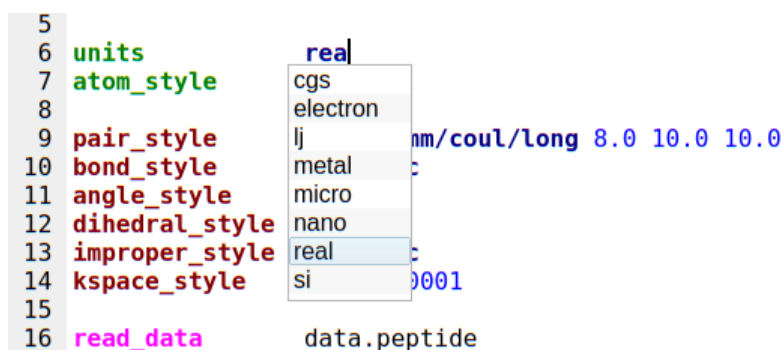 5
6 units rea
7 atom_style cgs
8 electron
9 pair_style lj mm/coul/long 8.0 10.0 10.0
10 bond_style metal c
11 angle_style micro
12 dihedral_style nano
13 improper_style real c
14 kspace_style si 0001
15
16 read_data data.peptide